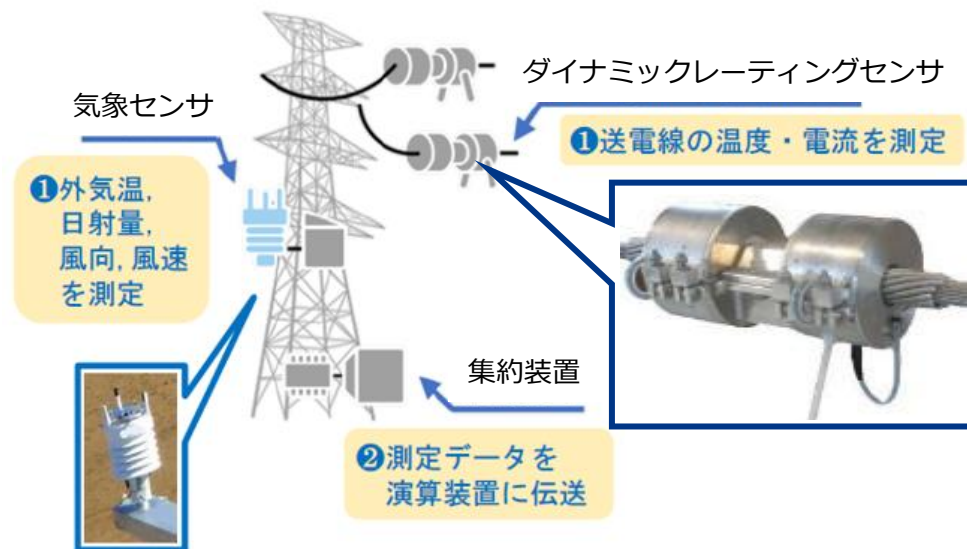 気象センサ
ダイナミックレーティングセンサ
❶送電線の温度・電流を測定
❶外気温,
日射量,
風向, 風速
を測定
集約装置
❷測定データを
演算装置に伝送